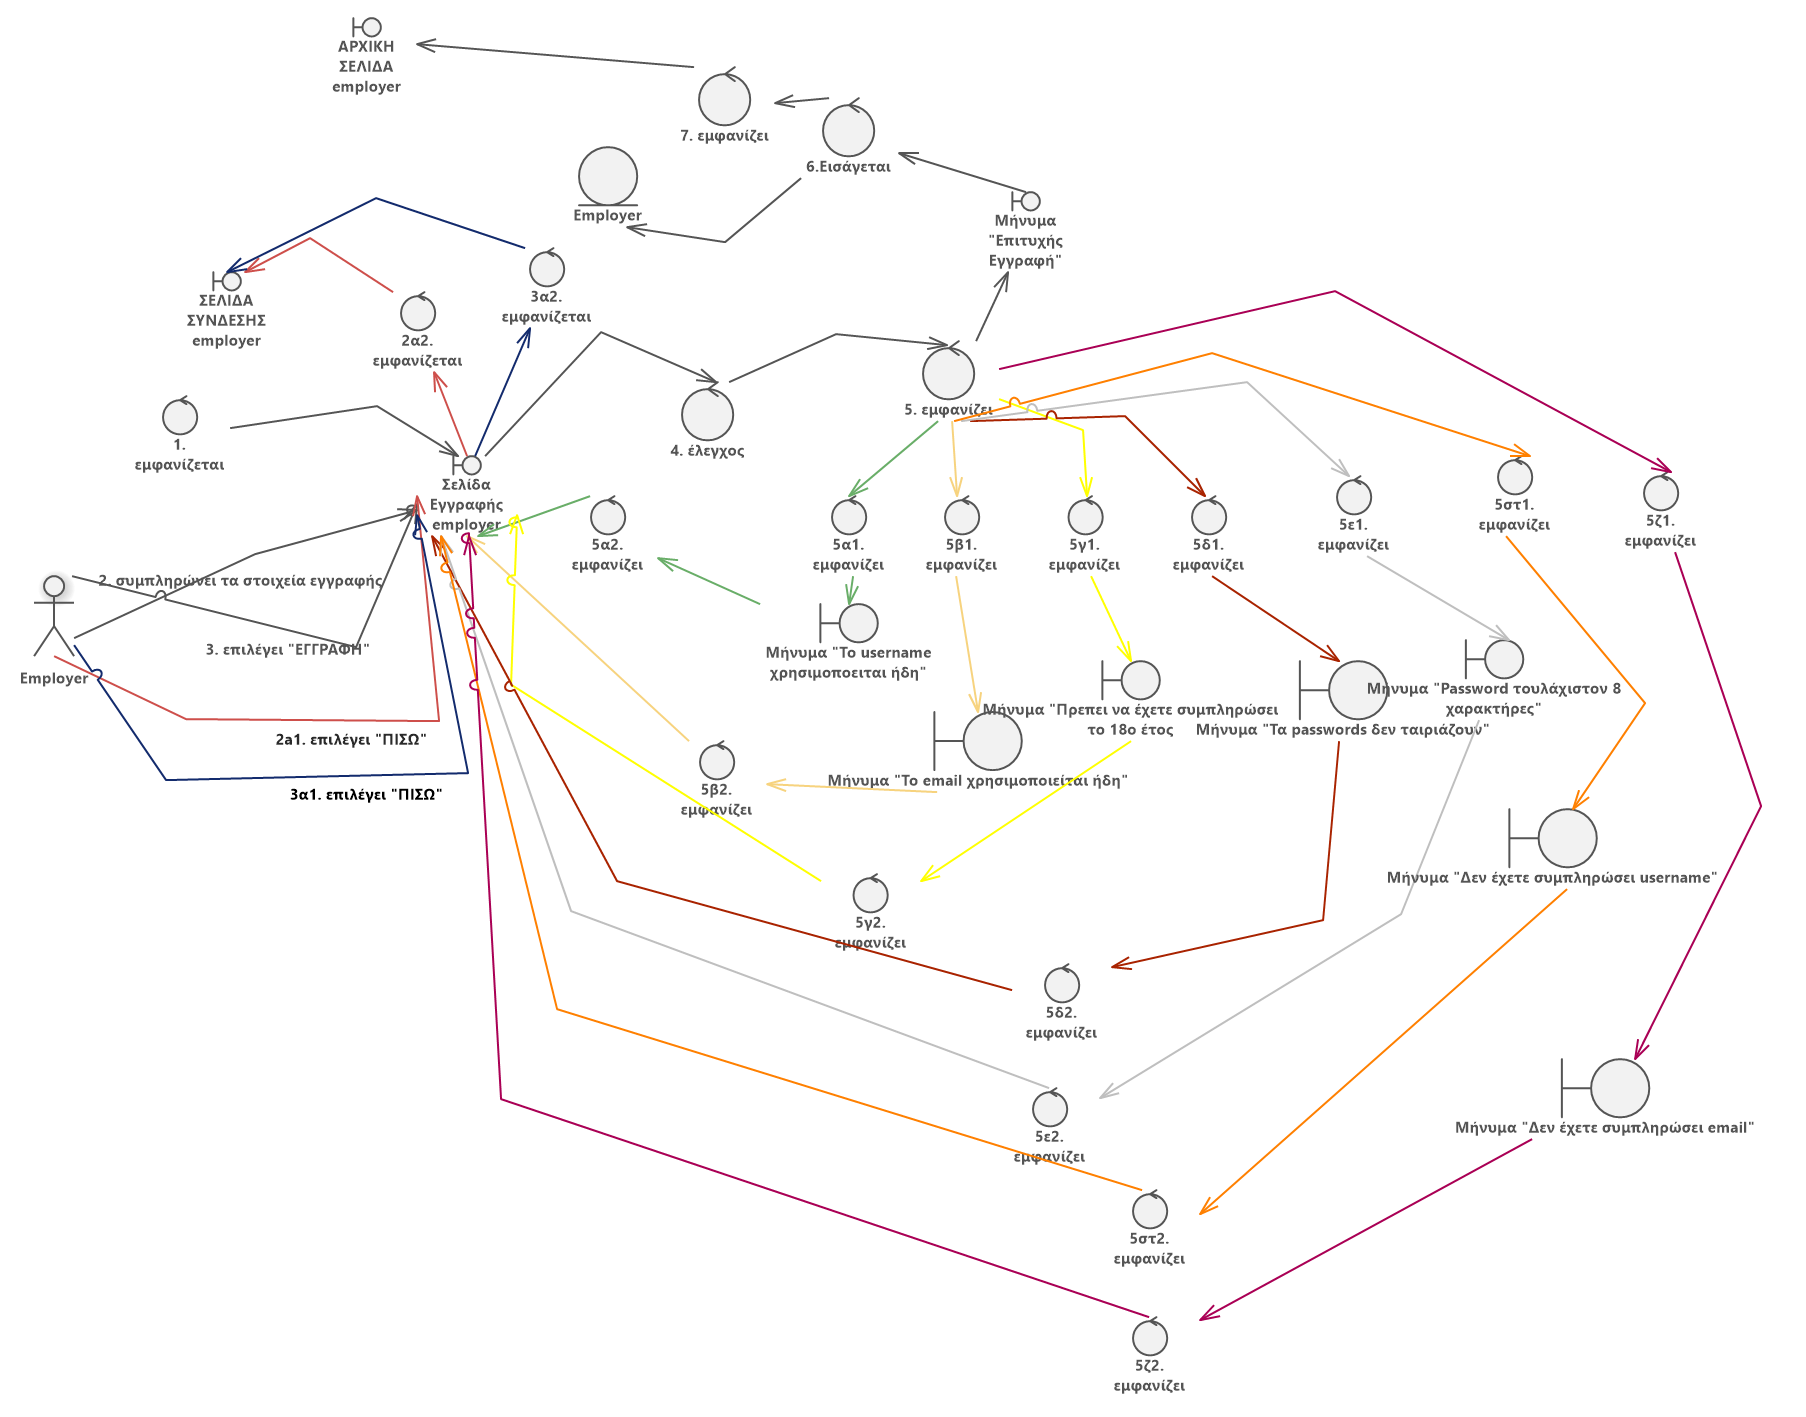 ΑΡΧΙΚΗ
ΣΕΛΙΔΑ
employer
7. εμφανίζει
6.Εισάγεται
Employer
Μήνυμα
"Επιτυχής
Εγγραφή"
ΣΕΛΙΔΑ
ΣΥΝΔΕΣΗΣ
employer
3α2.
εμφανίζεται
2α2.
εμφανίζεται
1.
εμφανίζεται
4. έλεγχος
5. εμφανίζει
Σελίδα
Εγγραφής
employer
5α2.
εμφανίζει
5α1.
εμφανίζει
5β1.
εμφανίζει
5γ1.
εμφανίζει
5δ1.
εμφανίζει
5ε1.
εμφανίζει
5στ1.
εμφανίζει
5ζ1.
εμφανίζει
2. συμπληρώνει τα στοιχεία εγγραφής
3. επιλέγει "ΕΓΓΡΑΦΗ"
Employer
2a1. επιλέγει "ΠΙΣΩ"
3α1. επιλέγει "ΠΙΣΩ"
Μήνυμα "Το username
χρησιμοποειται ήδη"
Μήνυμα "Το email χρησιμοποιείται ήδη"
Μήνυμα "Πρεπει να έχετε συμπληρώσει
το 18ο έτος
Μήνυμα "Τα passwords δεν ταιριάζουν"
Μήνυμα "Password τουλάχιστον 8
χαρακτήρες"
Μήνυμα "Δεν έχετε συμπληρώσει username"
Μήνυμα "Δεν έχετε συμπληρώσει email"
5β2.
εμφανίζει
5γ2.
εμφανίζει
5δ2.
εμφανίζει
5ε2.
εμφανίζει
5στ2.
εμφανίζει
5ζ2.
εμφανίζει